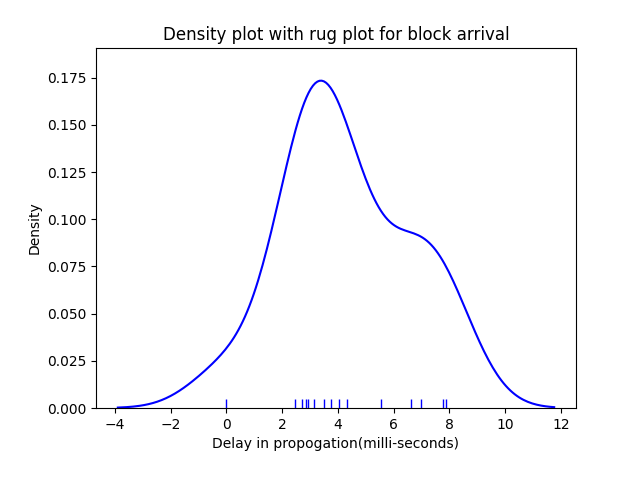 Density plot with rug plot for block arrival
0.175
0.150
0.125
0.100
0.075
0.050
0.025
0.000
Density
−4 −2 0 2 4 6 8 10 12
Delay in propogation(milli-seconds)